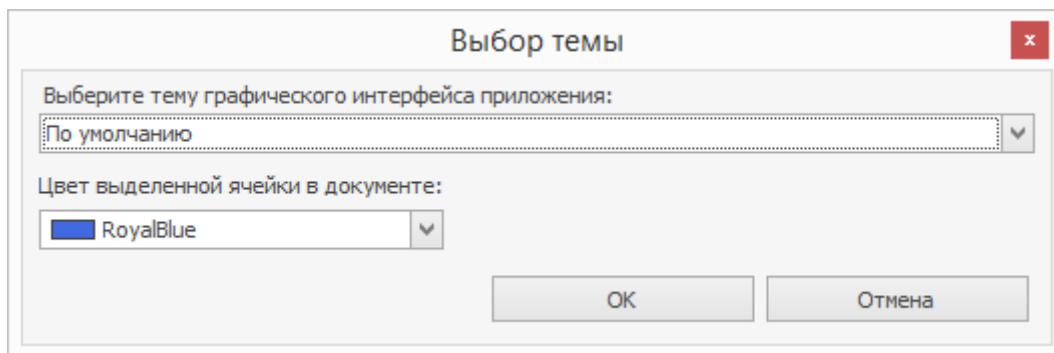 Выбор темы
x
Выберите тему графического интерфейса приложения:
По умолчанию
Цвет выделенной ячейки в документе:
RoyalBlue
OK Отмена